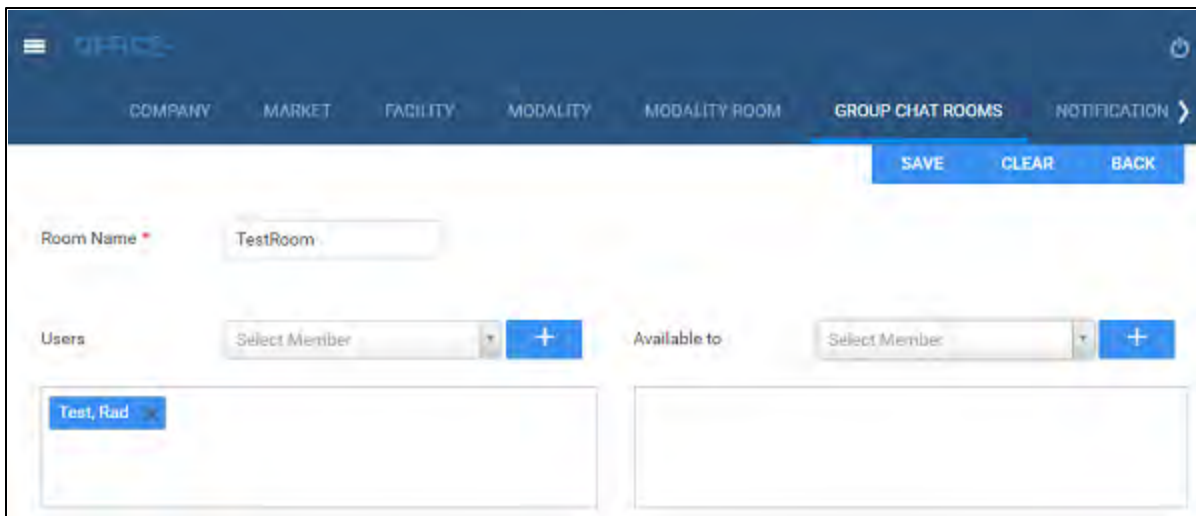 OFFICE-
COMPANY MARKET FACILITY MODALITY MODALITY ROOM GROUP CHAT ROOMS NOTIFICATION
SAVE CLEAR BACK
Room Name * TestRoom
Users Select Member + Available to Select Member +
Test, Rad ×